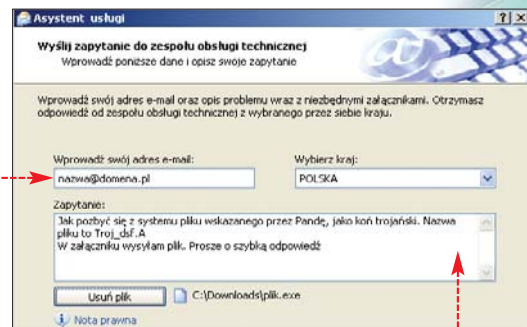 Asystent usługi
Wyślij zapytanie do zespołu obsługi technicznej
Wprowadź poniższe dane i opisz swoje zapytanie
Wprowadź swój adres e-mail oraz opis problemu wraz z niezbędnymi załącznikami. Otrzymasz
odpowiedź od zespołu obsługi technicznej z wybranego przez siebie kraju.
Wprowadź swój adres e-mail:
Wybierz kraj:
nazwa@domena.pl
POLSKA
Zapytanie:
Jak pozbyć się z systemu pliku wskazanego przez Pandę, jako koń trojański. Nazwa
pliku to Troj_dsf.A
W załączniku wysyłam plik. Prosze o szybką odpowiedź
Usuń plik
C:\Downloads\plik.exe
Nota prawna